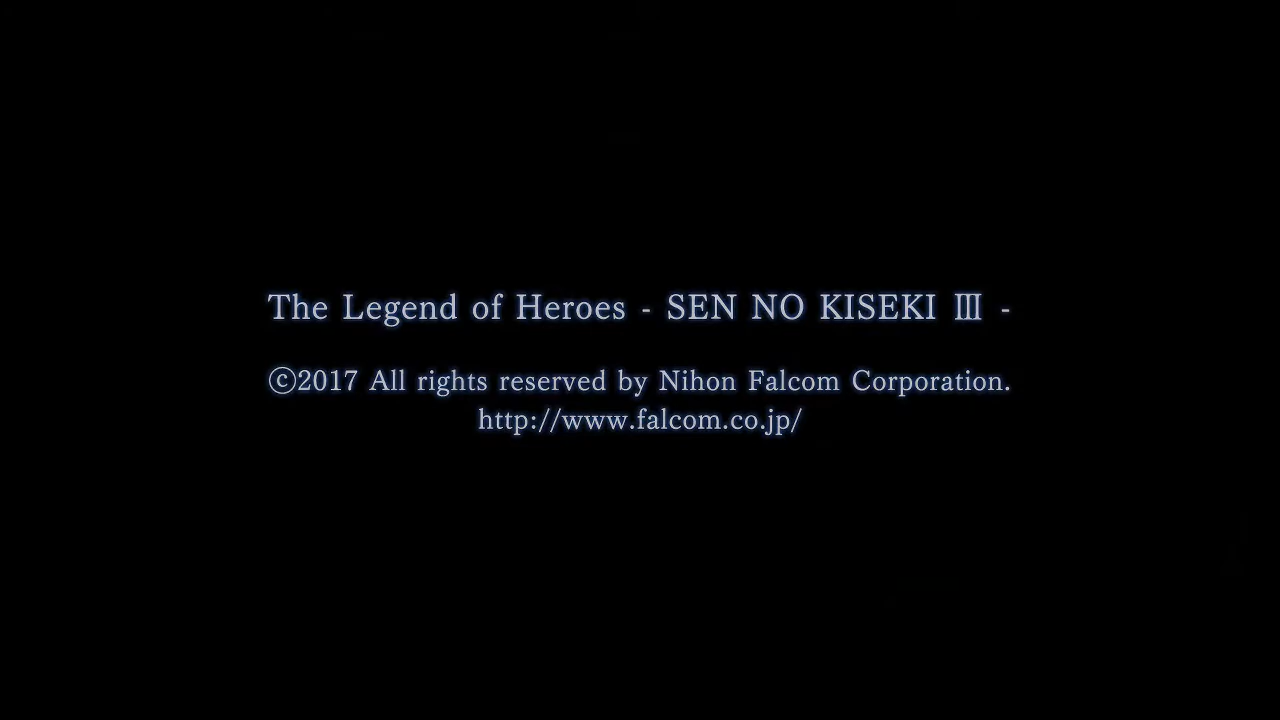 The Legend of Heroes - SEN NO KISEKI Ⅲ -
ⓒ2017 All rights reserved by Nihon Falcom Corporation.
http://www.falcom.co.jp/